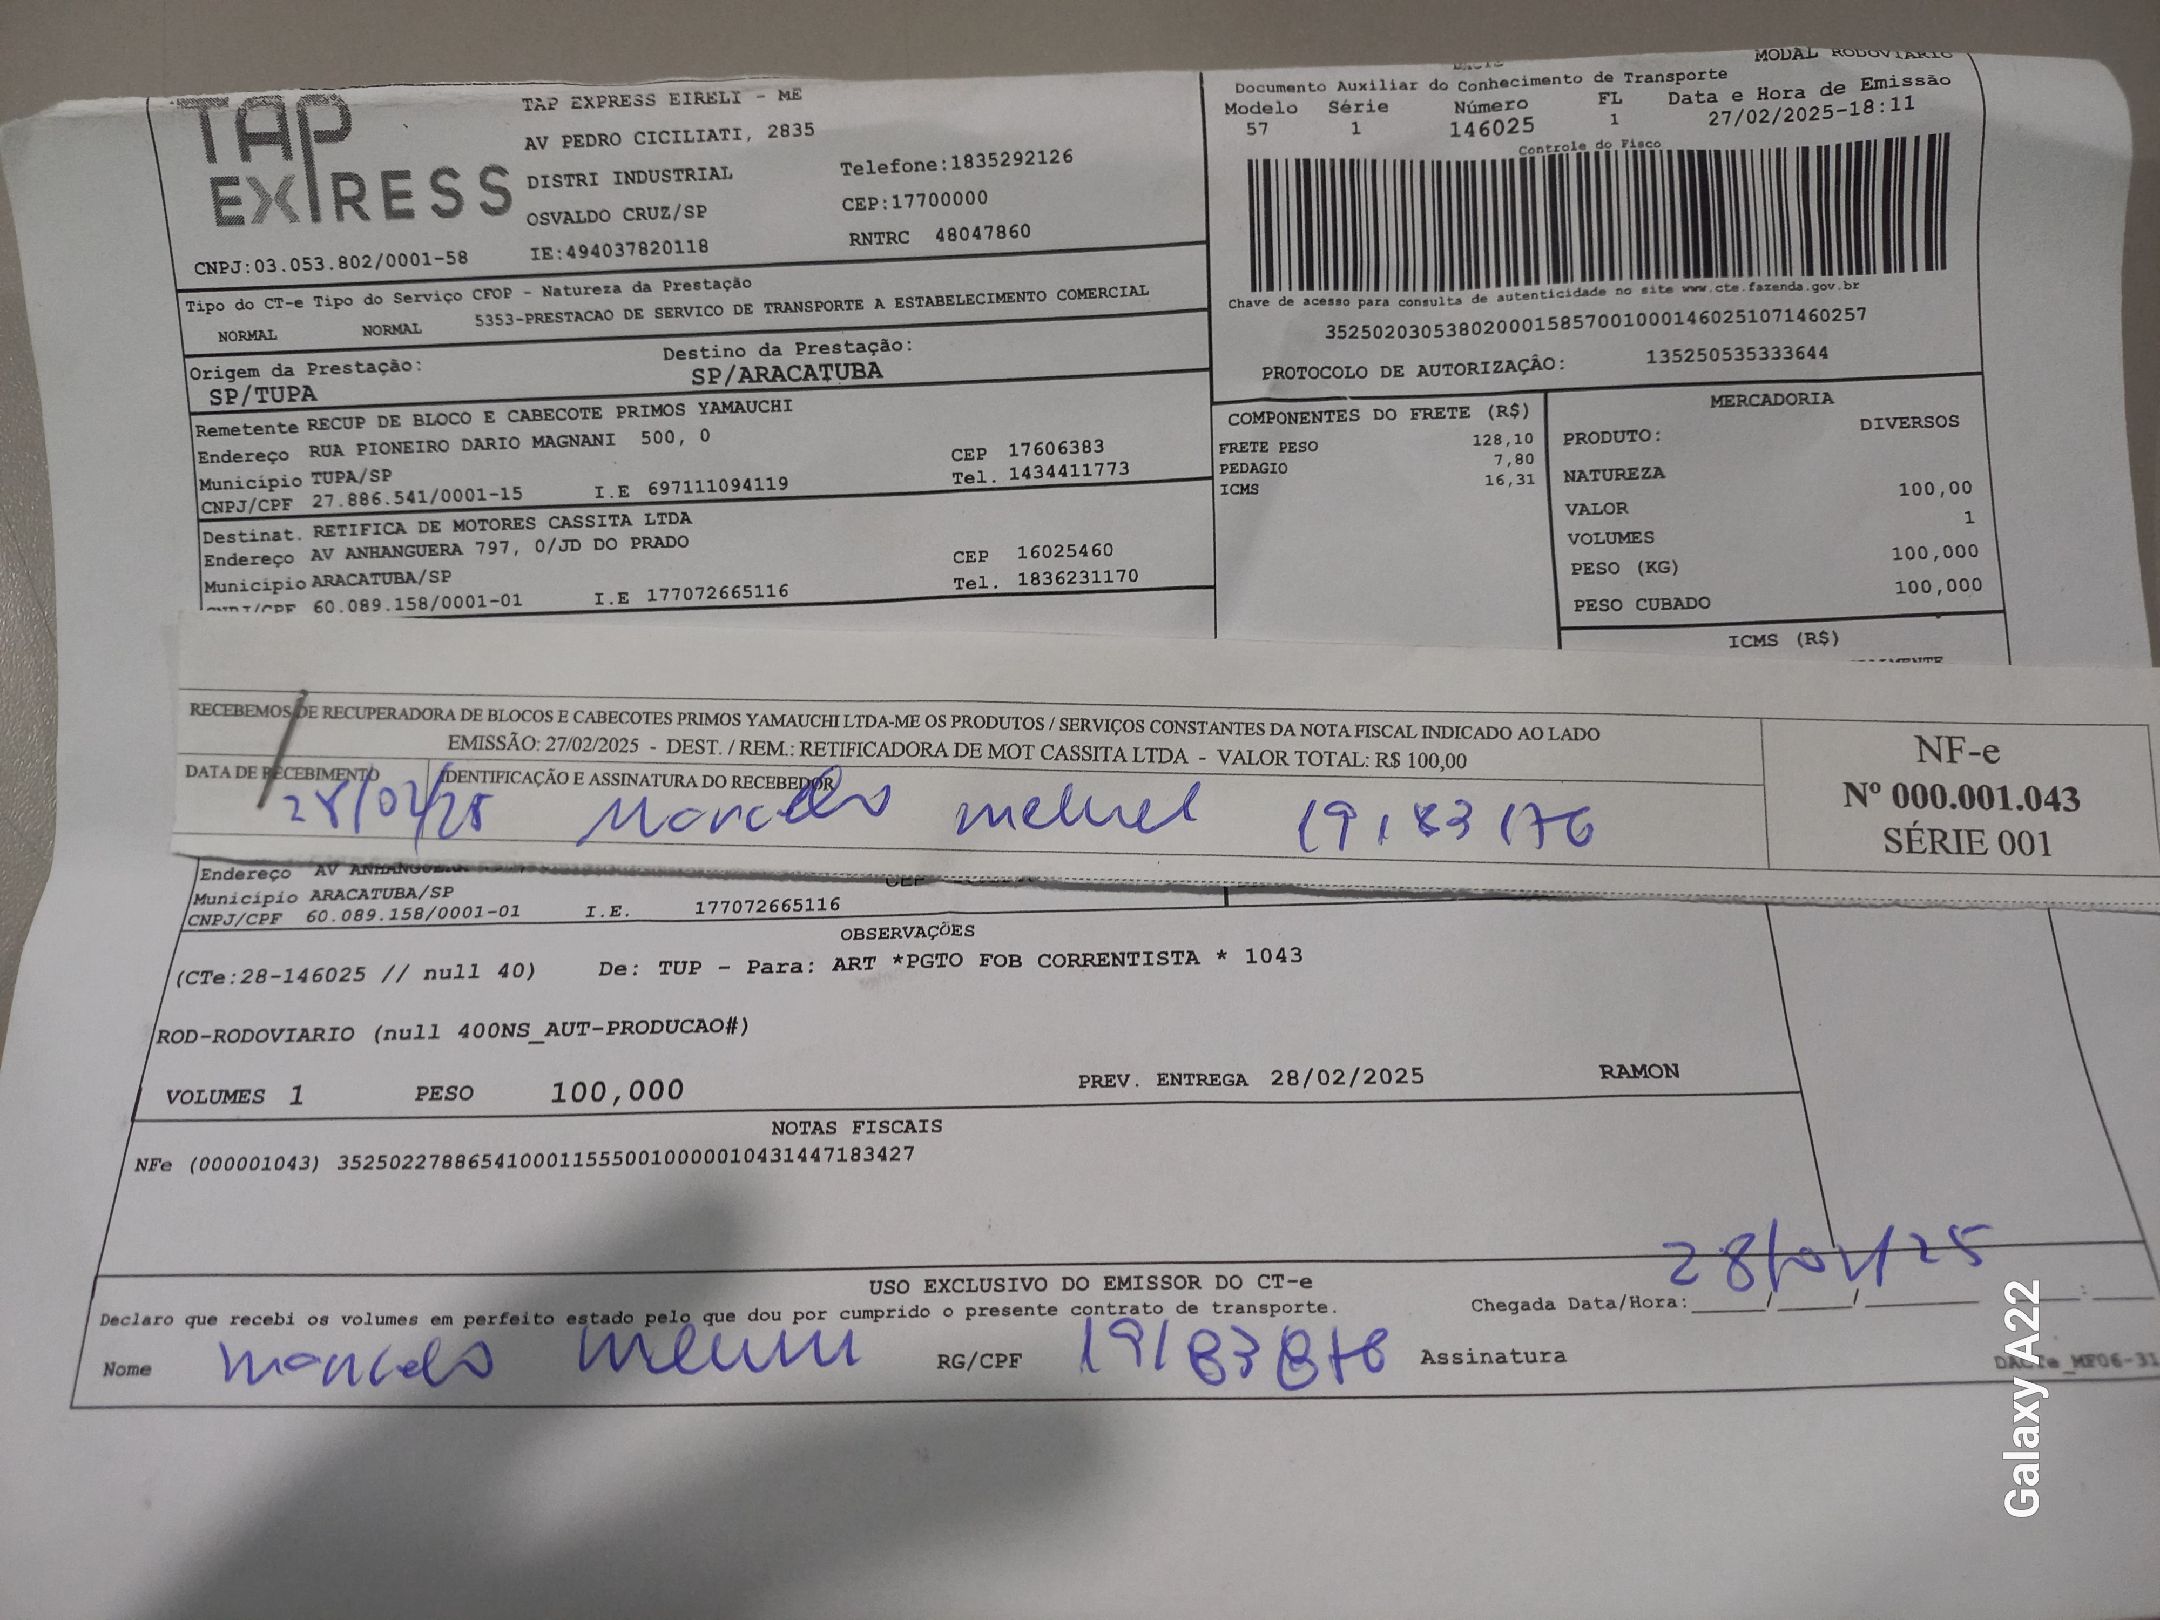 TAP
EXPRESS
TAP EXPRESS EIRELI - ME
AV PEDRO CICILIATI, 2835
DISTRI INDUSTRIAL Telefone:1835292126
OSVALDO CRUZ/SP CEP:17700000
CNPJ:03.053.802/0001-58 IE:494037820118 RNTRC 48047860
MODAL RODOVIARIO
Documento Auxiliar do Conhecimento de Transporte
Modelo Série Número FL Data e Hora de Emissão
57 1 146025 1 27/02/2025-18:11
Controle do Fisco
Chave de acesso para consulta de autenticidade no site www.cte.fazenda.gov.br
35250203053802000158570010001460251071460257
PROTOCOLO DE AUTORIZAÇÃO: 135250535333644
Tipo do CT-e Tipo do Serviço CFOP - Natureza da Prestação
NORMAL NORMAL 5353-PRESTACAO DE SERVICO DE TRANSPORTE A ESTABELECIMENTO COMERCIAL
Origem da Prestação: Destino da Prestação:
SP/TUPA SP/ARACATUBA
Remetente RECUP DE BLOCO E CABECOTE PRIMOS YAMAUCHI
Endereço RUA PIONEIRO DARIO MAGNANI 500, 0 CEP 17606383
Município TUPA/SP Tel. 1434411773
CNPJ/CPF 27.886.541/0001-15 I.E 697111094119
Destinat. RETIFICA DE MOTORES CASSITA LTDA
Endereço AV ANHANGUERA 797, 0/JD DO PRADO CEP 16025460
Município ARACATUBA/SP Tel. 1836231170
CNPJ/CPF 60.089.158/0001-01 I.E 177072665116
COMPONENTES DO FRETE (R$)
FRETE PESO 128,10
PEDAGIO 7,80
ICMS 16,31
MERCADORIA
PRODUTO: DIVERSOS
NATUREZA
VALOR 100,00
VOLUMES 1
PESO (KG) 100,000
PESO CUBADO 100,000
ICMS (R$)
RECEBEMOS DE RECUPERADORA DE BLOCOS E CABECOTES PRIMOS YAMAUCHI LTDA-ME OS PRODUTOS / SERVIÇOS CONSTANTES DA NOTA FISCAL INDICADO AO LADO
EMISSÃO: 27/02/2025 - DEST. / REM.: RETIFICADORA DE MOT CASSITA LTDA - VALOR TOTAL: R$ 100,00
DATA DE RECEBIMENTO IDENTIFICAÇÃO E ASSINATURA DO RECEBEDOR
28/02/25 Marcelo
NF-e
Nº 000.001.043
SÉRIE 001
Endereço AV ANHANGUERA
Município ARACATUBA/SP
CNPJ/CPF 60.089.158/0001-01 I.E. 177072665116
OBSERVAÇÕES
(CTe:28-146025 // null 40) De: TUP - Para: ART *PGTO FOB CORRENTISTA * 1043
ROD-RODOVIARIO (null 400NS_AUT-PRODUCAO#)
VOLUMES 1 PESO 100,000 PREV. ENTREGA 28/02/2025 RAMON
NOTAS FISCAIS
NFe (000001043) 35250227886541000115550010000010431447183427
USO EXCLUSIVO DO EMISSOR DO CT-e
Declaro que recebi os volumes em perfeito estado pelo que dou por cumprido o presente contrato de transporte.
Chegada Data/Hora: 28/02/25
Nome Marcelo RG/CPF Assinatura
DACTe_MF06-31
Galaxy A22